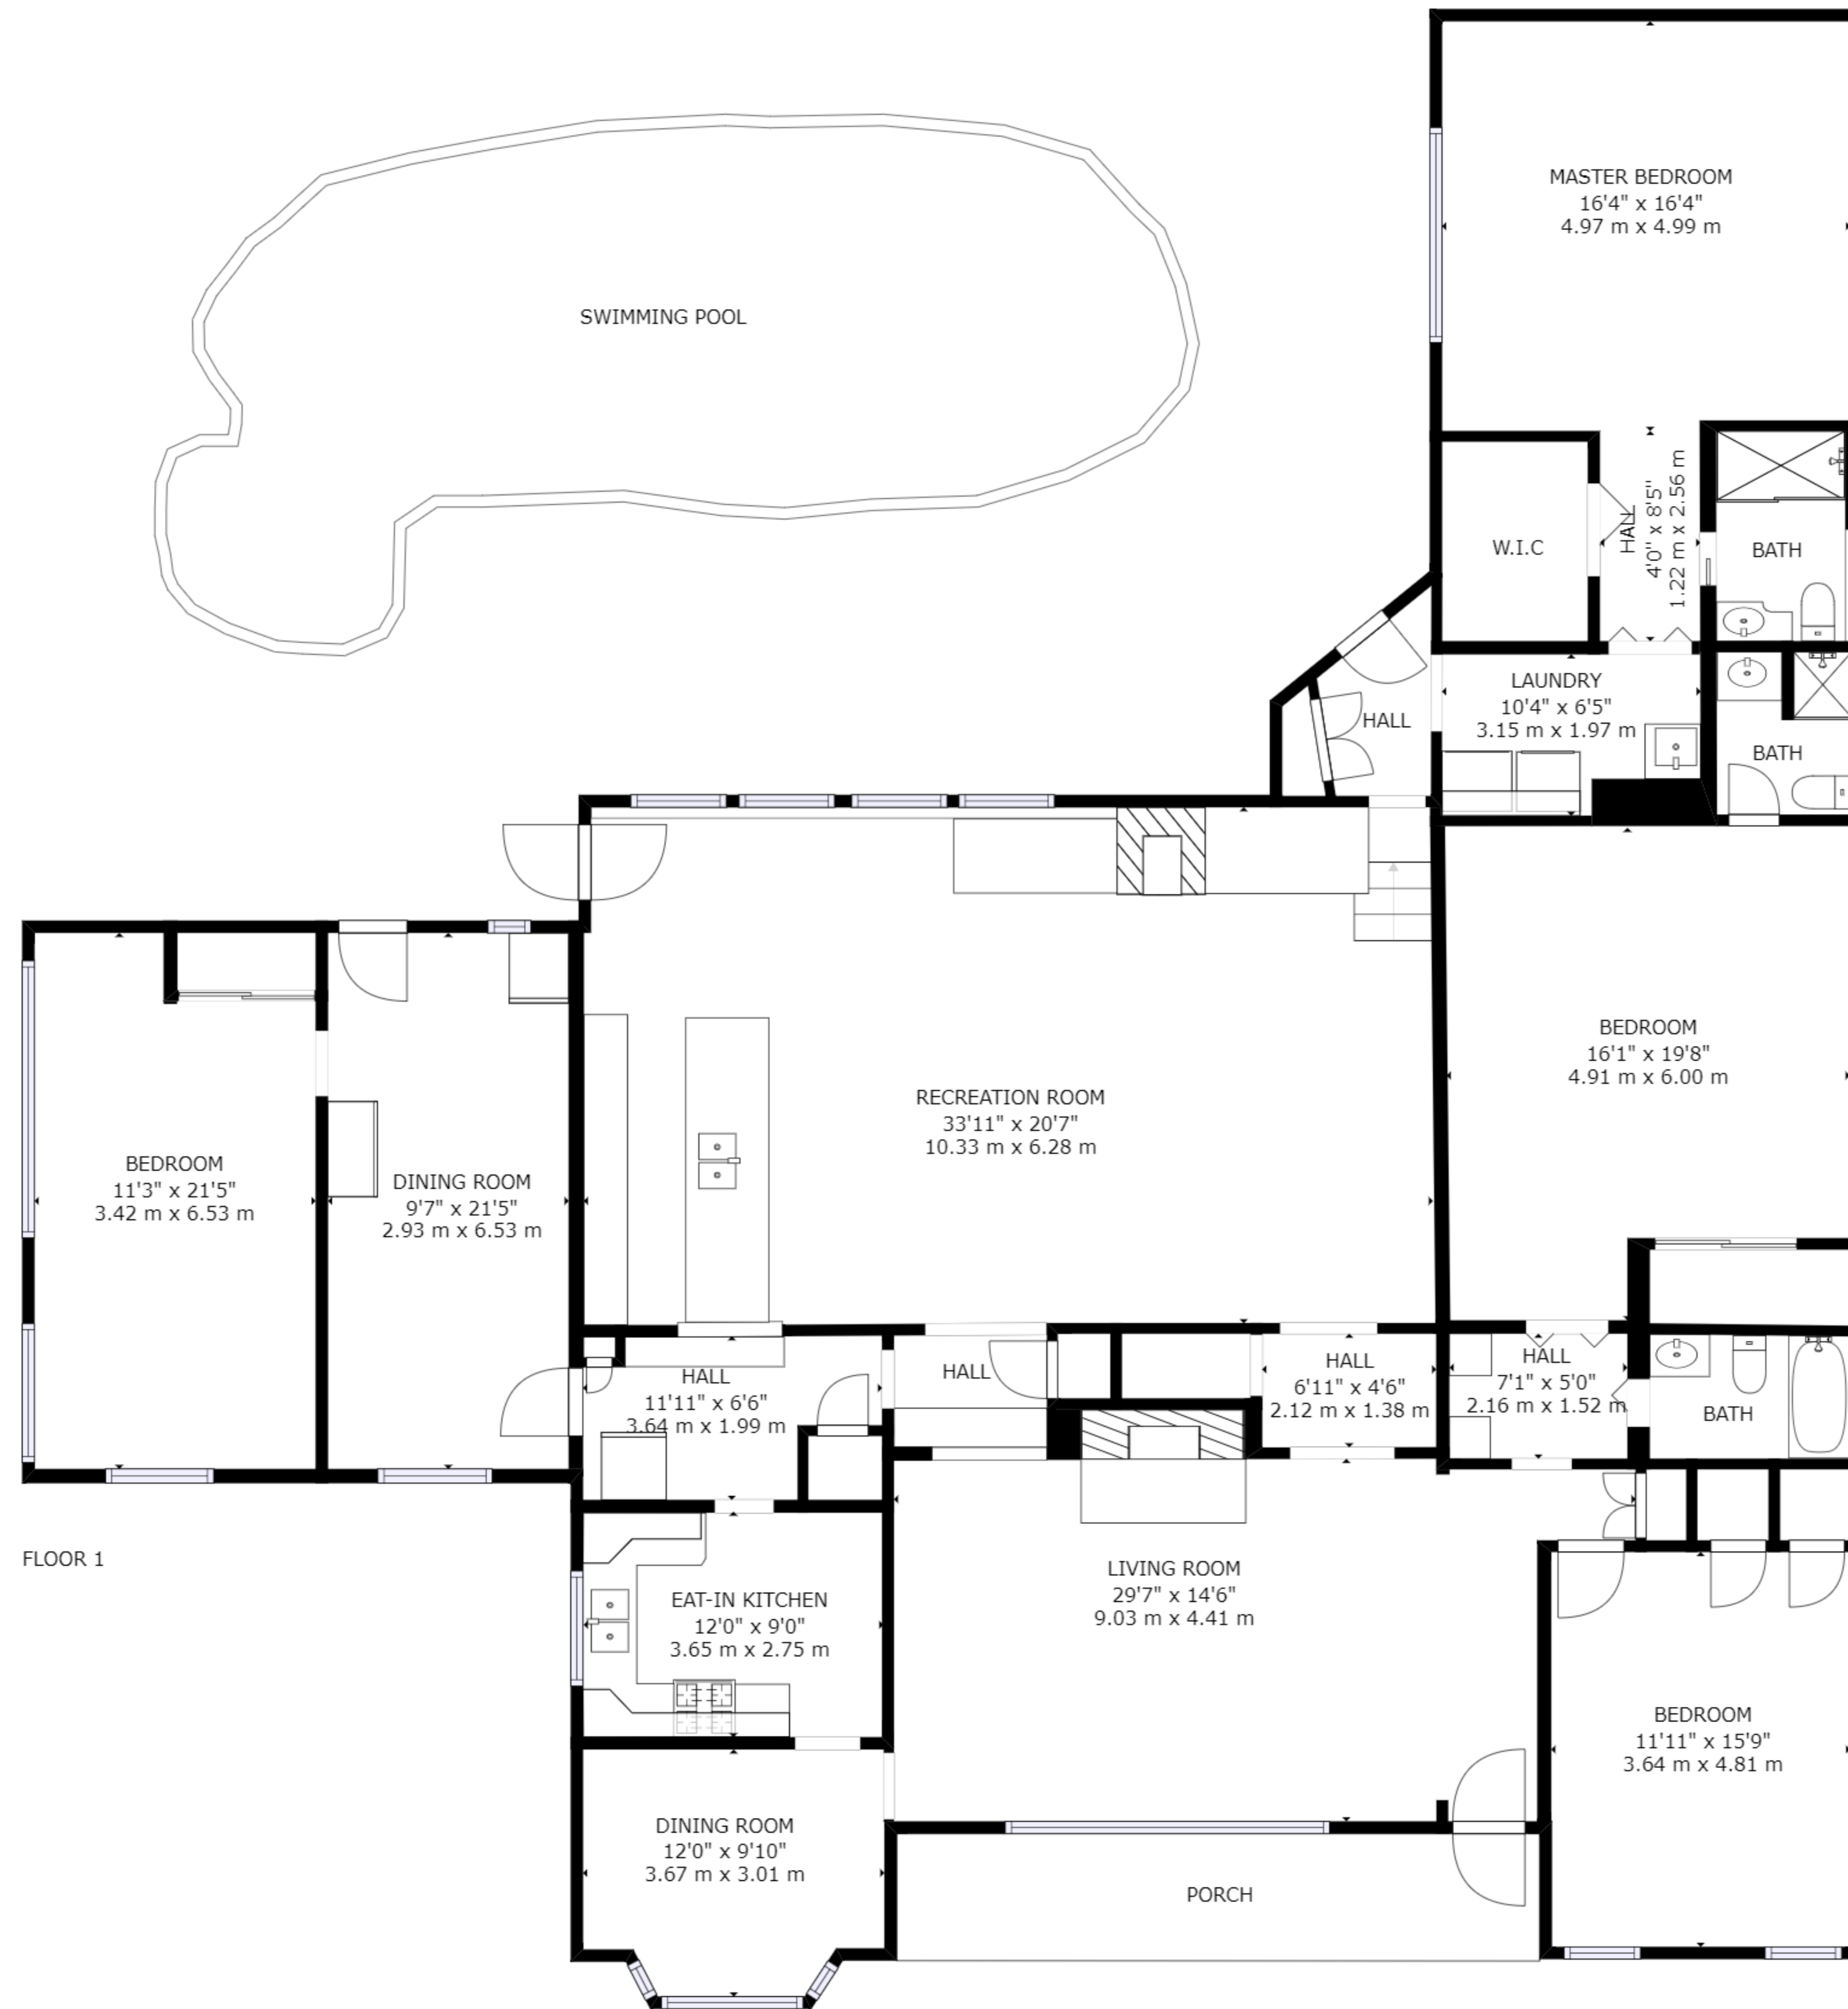 MASTER BEDROOM
16'4" x 16'4"
4.97 m x 4.99 m
SWIMMING POOL
W.I.C
HALL
4'0" x 8'5"
1.22 m x 2.56 m
BATH
LAUNDRY
10'4" x 6'5"
3.15 m x 1.97 m
HALL
BATH
BEDROOM
16'1" x 19'8"
4.91 m x 6.00 m
RECREATION ROOM
33'11" x 20'7"
10.33 m x 6.28 m
BEDROOM
11'3" x 21'5"
3.42 m x 6.53 m
DINING ROOM
9'7" x 21'5"
2.93 m x 6.53 m
HALL
11'11" x 6'6"
3.64 m x 1.99 m
HALL
HALL
6'11" x 4'6"
2.12 m x 1.38 m
HALL
7'1" x 5'0"
2.16 m x 1.52 m
BATH
FLOOR 1
EAT-IN KITCHEN
12'0" x 9'0"
3.65 m x 2.75 m
LIVING ROOM
29'7" x 14'6"
9.03 m x 4.41 m
BEDROOM
11'11" x 15'9"
3.64 m x 4.81 m
DINING ROOM
12'0" x 9'10"
3.67 m x 3.01 m
PORCH